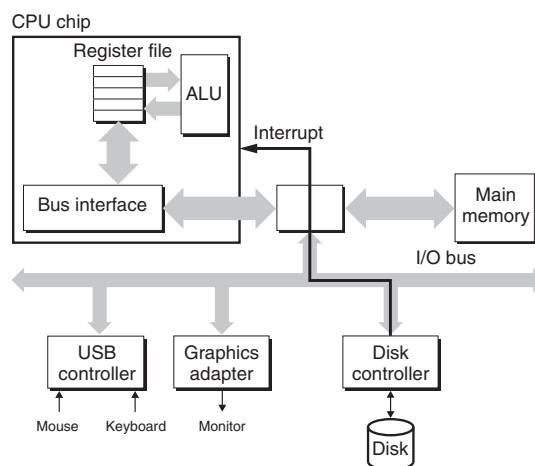 CPU chip
Register file
ALU
Interrupt
Bus interface
Main
memory
I/O bus
USB
controller
Graphics
adapter
Disk
controller
Mouse
Keyboard
Monitor
Disk